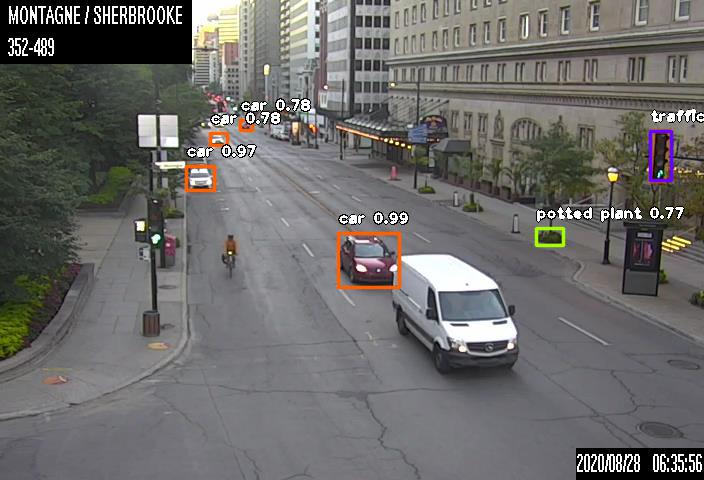 MONTAGNE / SHERBROOKE
352-489
car 0.78
car 0.78
car 0.97
car 0.99
potted plant 0.77
traffic
2020/08/28 06:35:56